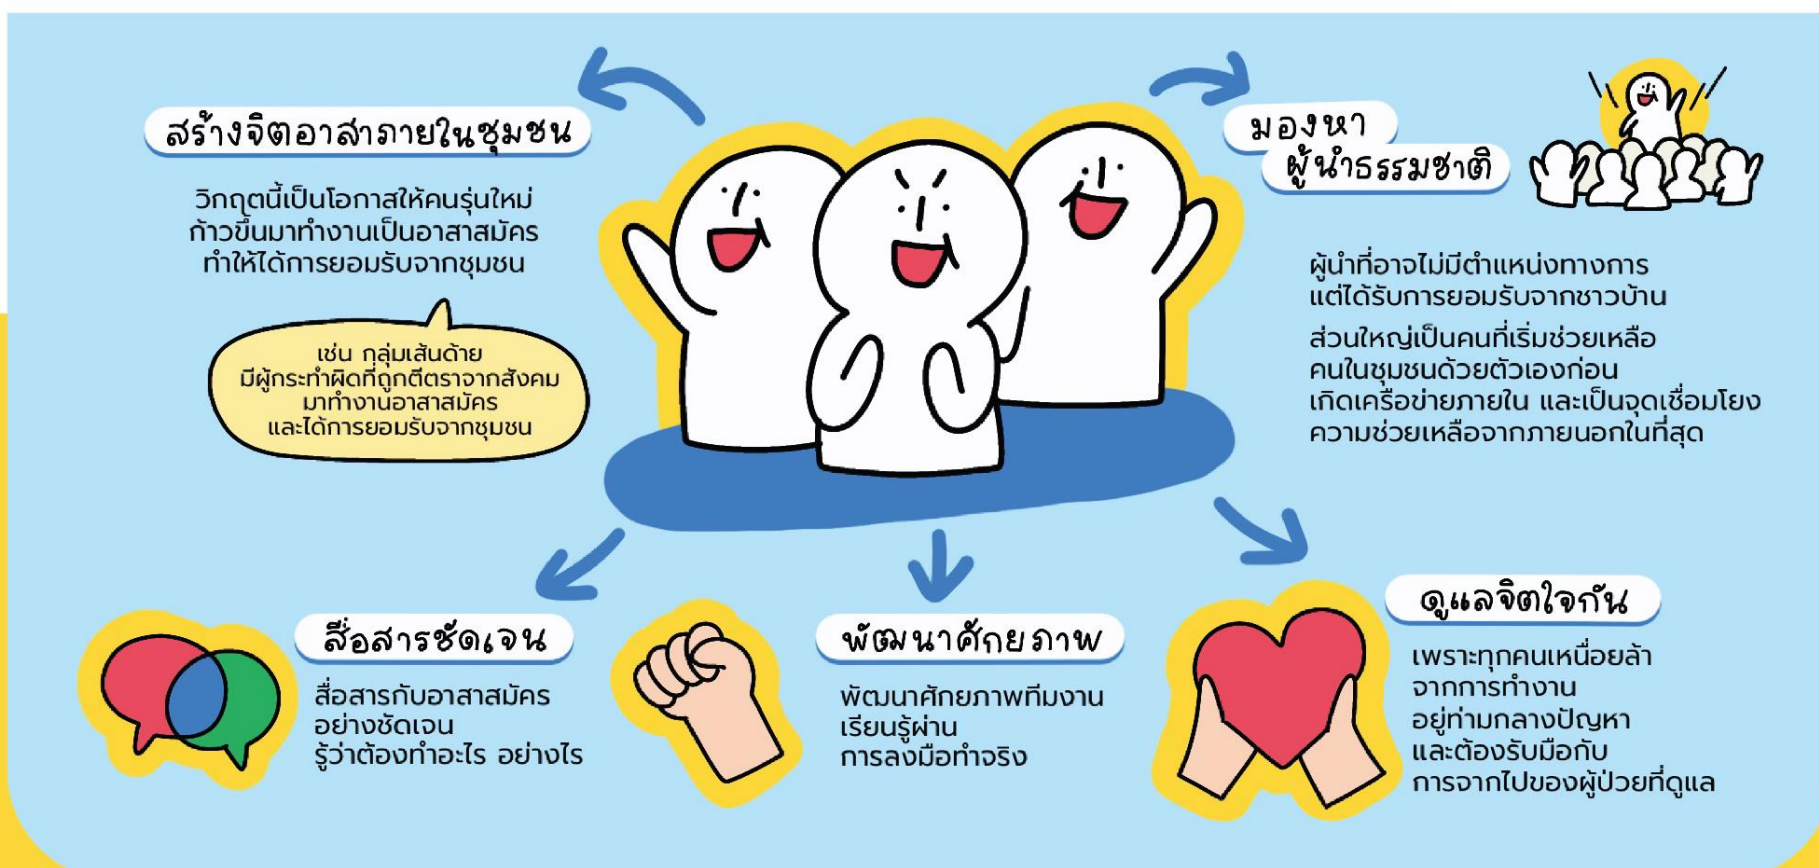 สร้างจิตอาสาภายในชุมชน
วิกฤตนี้เป็นโอกาสให้คนรุ่นใหม่
ก้าวขึ้นมาทำงานเป็นอาสาสมัคร
ทำให้ได้การยอมรับจากชุมชน
เช่น กลุ่มเส้นด้าย
มีผู้กระทำผิดที่ถูกตีตราจากสังคม
มาทำงานอาสาสมัคร
และได้การยอมรับจากชุมชน
มองหา
ผู้นำธรรมชาติ
ผู้นำที่อาจไม่มีตำแหน่งทางการ
แต่ได้รับการยอมรับจากชาวบ้าน
ส่วนใหญ่เป็นคนที่เริ่มช่วยเหลือ
คนในชุมชนด้วยตัวเองก่อน
เกิดเครือข่ายภายใน และเป็นจุดเชื่อมโยง
ความช่วยเหลือจากภายนอกในที่สุด
สื่อสารชัดเจน
สื่อสารกับอาสาสมัคร
อย่างชัดเจน
รู้ว่าต้องทำอะไร อย่างไร
พัฒนาศักยภาพ
พัฒนาศักยภาพทีมงาน
เรียนรู้ผ่าน
การลงมือทำจริง
ดูแลจิตใจกัน
เพราะทุกคนเหนื่อยล้า
จากการทำงาน
อยู่ท่ามกลางปัญหา
และต้องรับมือกับ
การจากไปของผู้ป่วยที่ดูแล